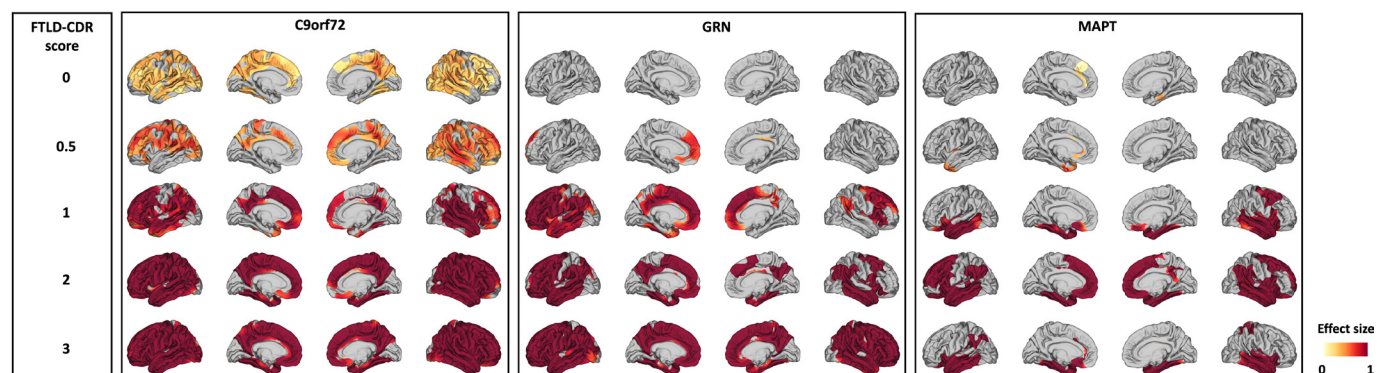 FTLD-CDR
score
C9orf72
GRN
MAPT
0
0.5
1
2
3
Effect size
0 1